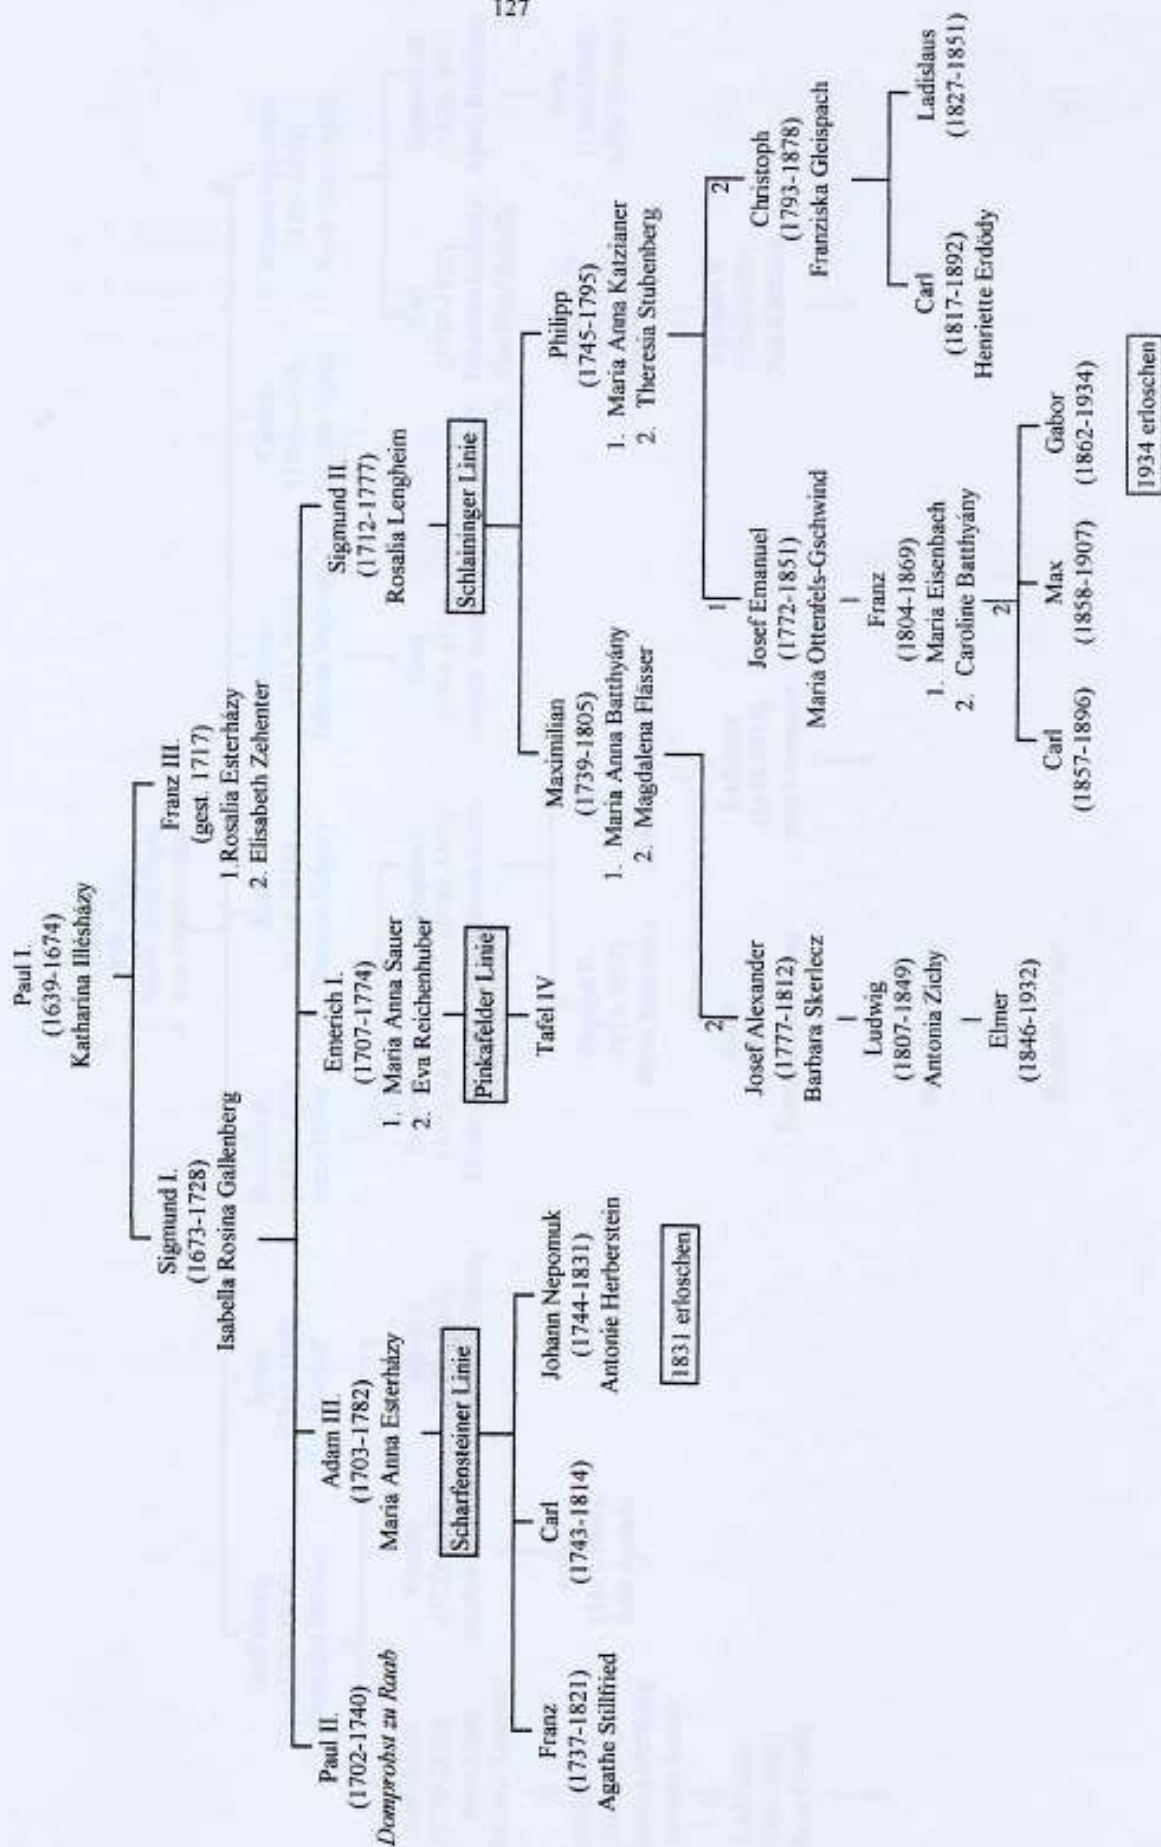 127
Paul I.
(1639-1674)
Katharina Illésházy
Sigmund I.
(1673-1728)
Isabella Rosina Gallenberg
Franz III.
(gest. 1717)
1.Rosalia Esterházy
2. Elisabeth Zehenter
Paul II.
(1702-1740)
Domprobst zu Raab
Adam III.
(1703-1782)
Maria Anna Esterházy
Emerich I.
(1707-1774)
1. Maria Anna Sauer
2. Eva Reichenhuber
Sigmund II.
(1712-1777)
Rosalia Lengheim
Scharfensteiner Linie
Pinkafelder Linie
Schlaininger Linie
Franz
(1737-1821)
Agathe Stillfried
Carl
(1743-1814)
Johann Nepomuk
(1744-1831)
Antonie Herberstein
1831 erloschen
Tafel IV
Maximilian
(1739-1805)
1. Maria Anna Batthyány
2. Magdalena Flässer
Philipp
(1745-1795)
1. Maria Anna Katzianer
2. Theresia Stubenberg
2
Josef Alexander
(1777-1812)
Barbara Skerlecz
Ludwig
(1807-1849)
Antonia Zichy
Elmer
(1846-1932)
1
Josef Emanuel
(1772-1851)
Maria Ottenfels-Gschwind
Franz
(1804-1869)
1. Maria Eisenbach
2. Caroline Batthyány
2
Carl
(1857-1896)
Max
(1858-1907)
Gabor
(1862-1934)
2
Christoph
(1793-1878)
Franziska Gleispach
Carl
(1817-1892)
Henriette Erdödy
Ladislaus
(1827-1851)
1934 erloschen